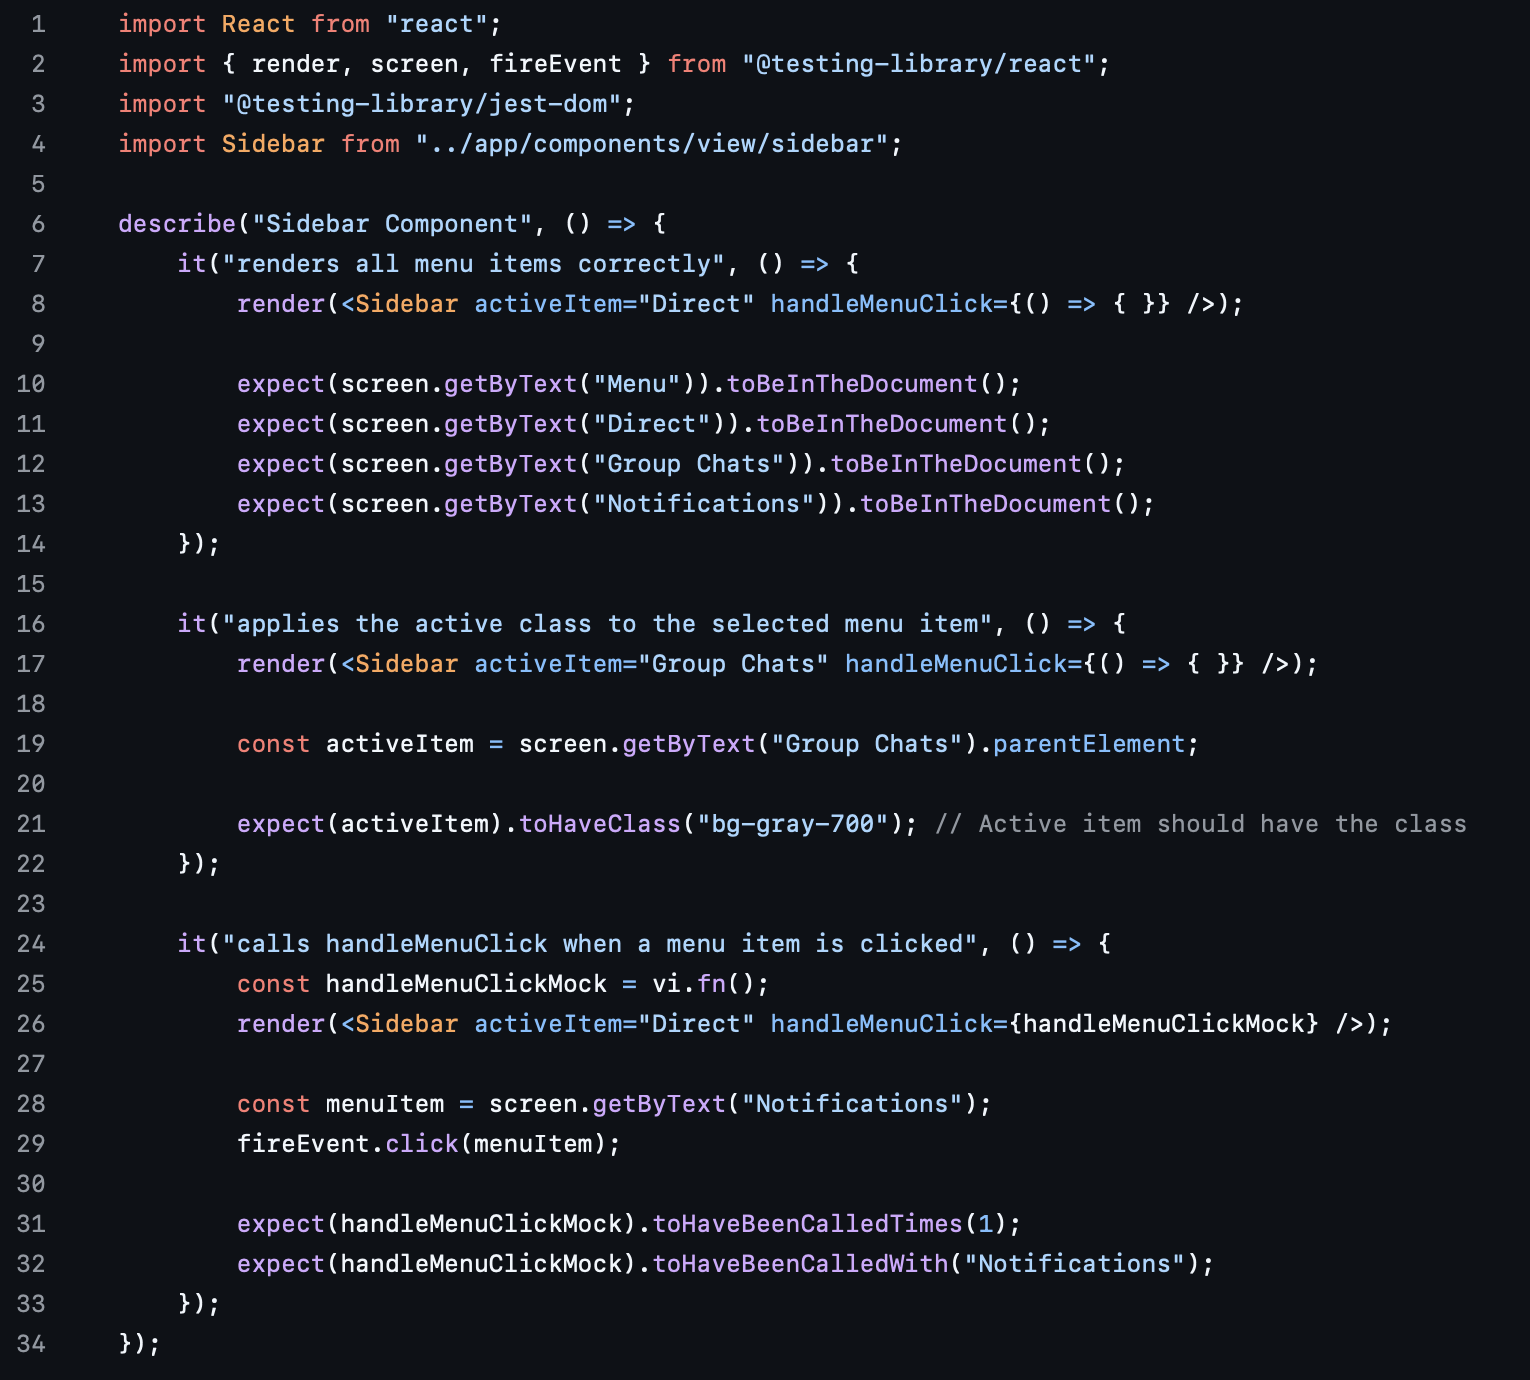 1 import React from "react";
2 import { render, screen, fireEvent } from "@testing-library/react";
3 import "@testing-library/jest-dom";
4 import Sidebar from "../app/components/view/sidebar";
5
6 describe("Sidebar Component", () => {
7     it("renders all menu items correctly", () => {
8         render(<Sidebar activeItem="Direct" handleMenuClick={() => { }} />);
9
10         expect(screen.getByText("Menu")).toBeInTheDocument();
11         expect(screen.getByText("Direct")).toBeInTheDocument();
12         expect(screen.getByText("Group Chats")).toBeInTheDocument();
13         expect(screen.getByText("Notifications")).toBeInTheDocument();
14     });
15
16     it("applies the active class to the selected menu item", () => {
17         render(<Sidebar activeItem="Group Chats" handleMenuClick={() => { }} />);
18
19         const activeItem = screen.getByText("Group Chats").parentElement;
20
21         expect(activeItem).toHaveClass("bg-gray-700"); // Active item should have the class
22     });
23
24     it("calls handleMenuClick when a menu item is clicked", () => {
25         const handleMenuClickMock = vi.fn();
26         render(<Sidebar activeItem="Direct" handleMenuClick={handleMenuClickMock} />);
27
28         const menuItem = screen.getByText("Notifications");
29         fireEvent.click(menuItem);
30
31         expect(handleMenuClickMock).toHaveBeenCalledTimes(1);
32         expect(handleMenuClickMock).toHaveBeenCalledWith("Notifications");
33     });
34 });